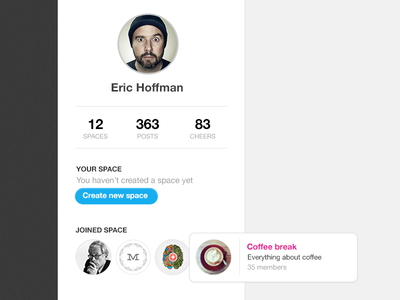 Eric Hoffman
12 363 83
SPACES POSTS CHEERS
YOUR SPACE
You haven't created a space yet
Create new space
JOINED SPACE
M
Coffee break
Everything about coffee
35 members